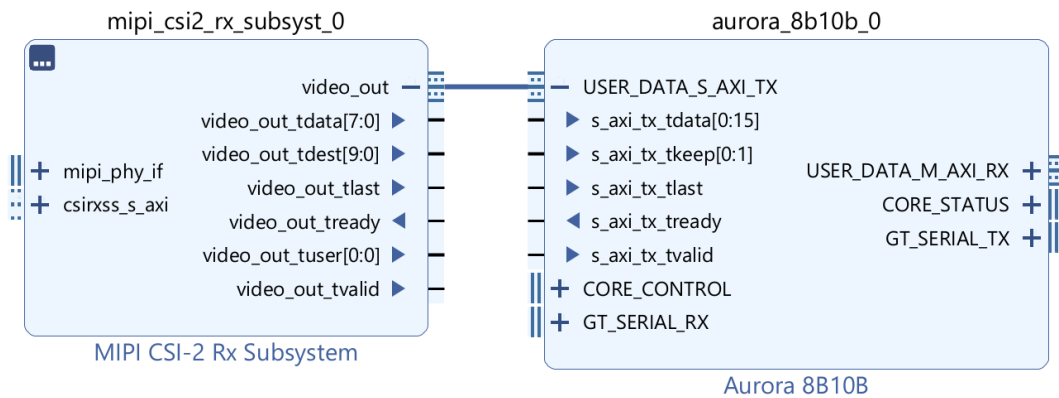 mipi_csi2_rx_subsyst_0
mipi_phy_if
csirxss_s_axi
video_out
video_out_tdata[7:0]
video_out_tdest[9:0]
video_out_tlast
video_out_tready
video_out_tuser[0:0]
video_out_tvalid
MIPI CSI-2 Rx Subsystem
aurora_8b10b_0
USER_DATA_S_AXI_TX
s_axi_tx_tdata[0:15]
s_axi_tx_tkeep[0:1]
s_axi_tx_tlast
s_axi_tx_tready
s_axi_tx_tvalid
CORE_CONTROL
GT_SERIAL_RX
USER_DATA_M_AXI_RX
CORE_STATUS
GT_SERIAL_TX
Aurora 8B10B